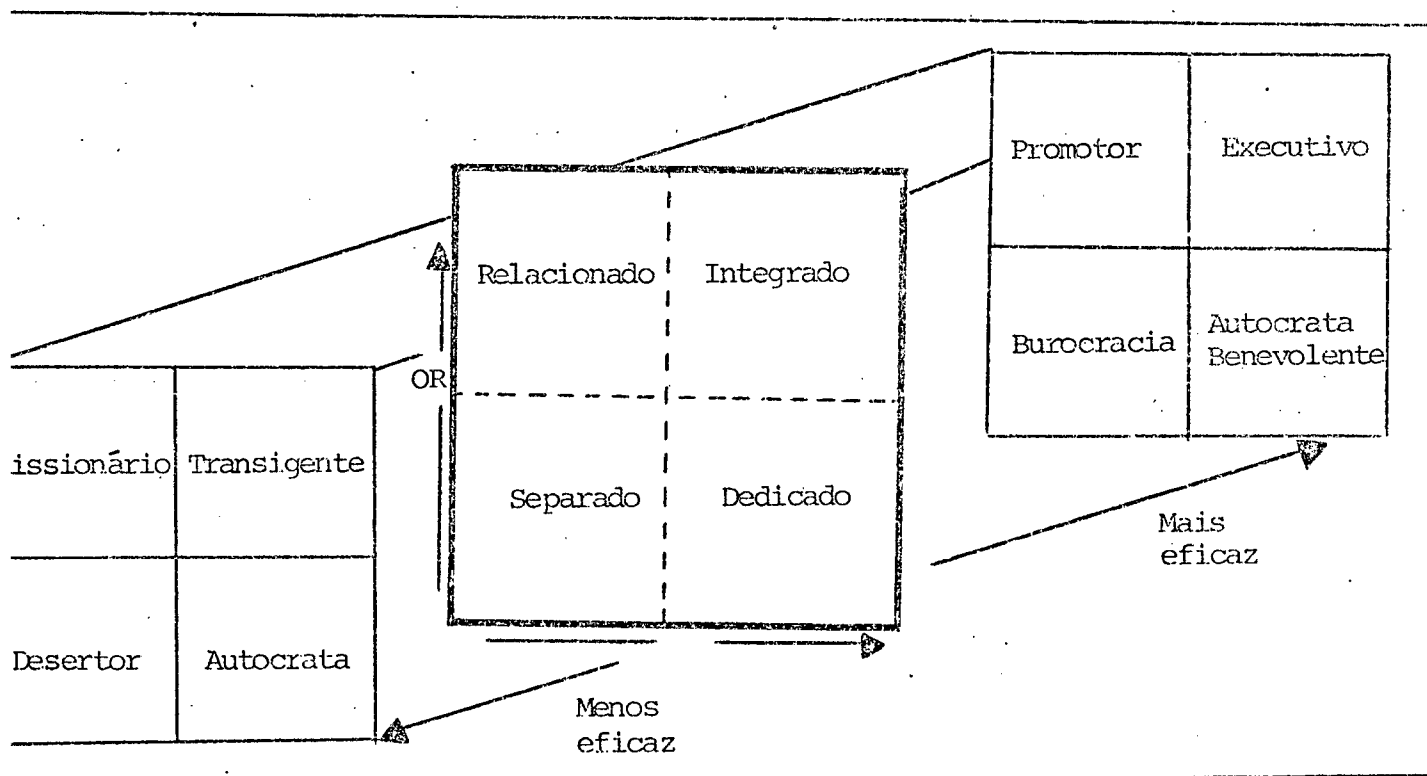 Promotor Executivo
Burocracia Autocrata
Benevolente
Relacionado Integrado
OR
Separado Dedicado
issionário Transigente
Desertor Autocrata
Mais
eficaz
Menos
eficaz